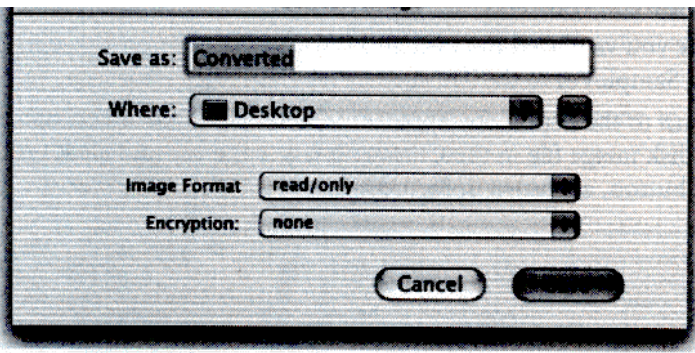 Save as: Converted
Where: Desktop
Image Format read/only
Encryption: none
Cancel